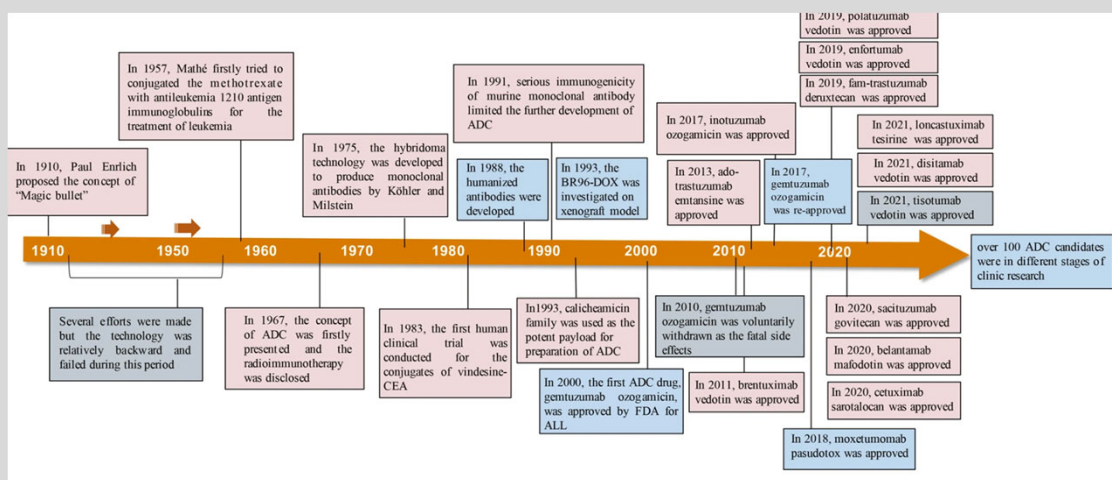 In 1910, Paul Enrlich
proposed the concept of
“Magic bullet”
In 1957, Mathé firstly tried to
conjugated the methotrexate
with antileukemia 1210 antigen
immunoglobulins for the
treatment of leukemia
In 1975, the hybridoma
technology was developed
to produce monoclonal
antibodies by Köhler and
Milstein
In 1991, serious immunogenicity
of murine monoclonal antibody
limited the further development of
ADC
In 1988, the
humanized
antibodies were
developed
In 1993, the
BR96-DOX was
investigated on
xenograft model
In 2017, inotuzumab
ozogamicin was approved
In 2013, ado-
trastuzumab
emtansine was
approved
In 2017,
gemtuzumab
ozogamicin
was re-approved
In 2019, polatuzumab
vedotin was approved
In 2019, enfortumab
vedotin was approved
In 2019, fam-trastuzumab
deruxtecan was approved
In 2021, loncastuximab
tesirine was approved
In 2021, disitamab
vedotin was approved
In 2021, tisotumab
vedotin was approved
1910 1950 1960 1970 1980 1990 2000 2010 2020
over 100 ADC candidates
were in different stages of
clinic research
Several efforts were made
but the technology was
relatively backward and
failed during this period
In 1967, the concept
of ADC was firstly
presented and the
radioimmunotherapy
was disclosed
In 1983, the first human
clinical trial was
conducted for the
conjugates of vindesine-
CEA
In1993, calicheamicin
family was used as the
potent payload for
preparation of ADC
In 2000, the first ADC drug,
gemtuzumab ozogamicin,
was approved by FDA for
ALL
In 2010, gemtuzumab
ozogamicin was voluntarily
withdrawn as the fatal side
effects
In 2011, brentuximab
vedotin was approved
In 2020, sacituzumab
govitecan was approved
In 2020, belantamab
mafodotin was approved
In 2020, cetuximab
sarotalocan was approved
In 2018, moxetumomab
pasudotox was approved